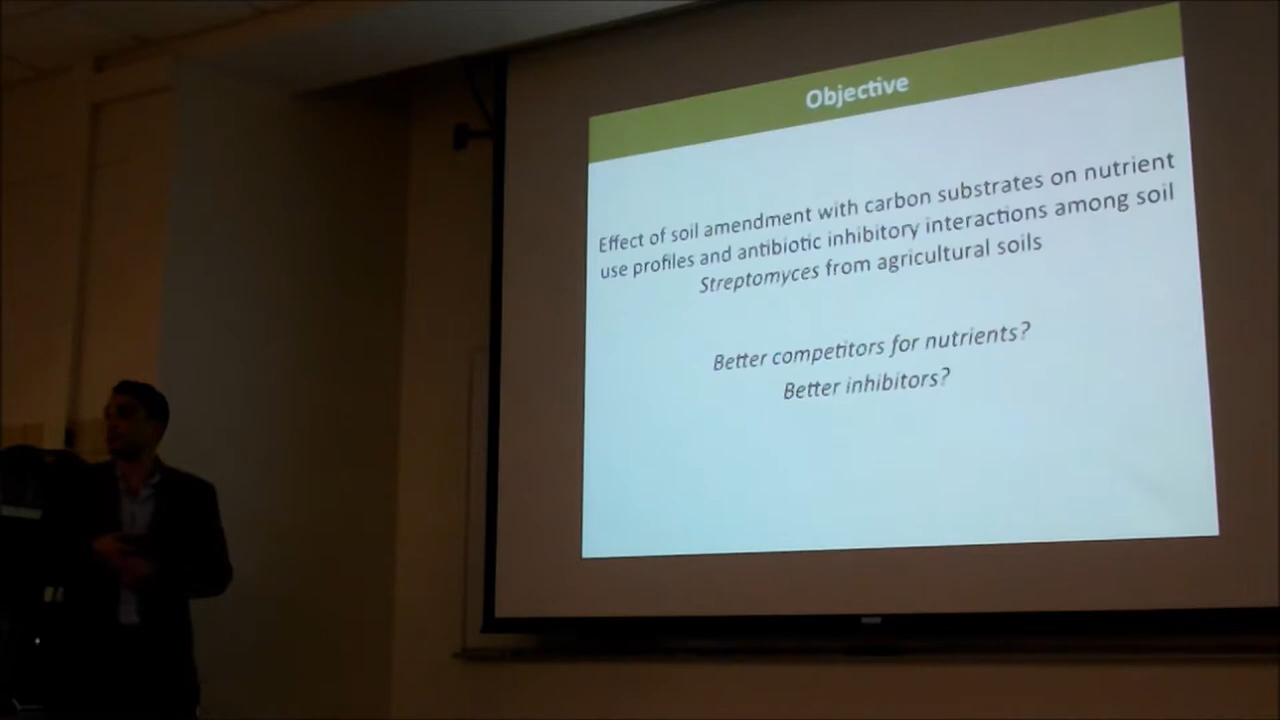 Objective
Effect of soil amendment with carbon substrates on nutrient
use profiles and antibiotic inhibitory interactions among soil
Streptomyces from agricultural soils
Better competitors for nutrients?
Better inhibitors?